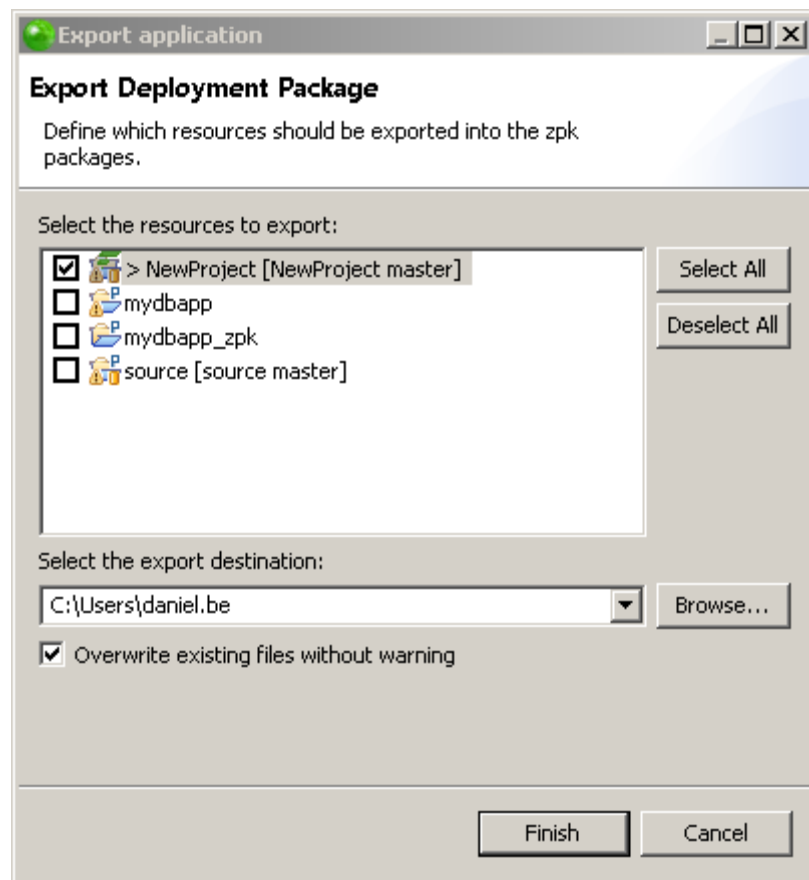 Export application
Export Deployment Package
Define which resources should be exported into the zpk
packages.
Select the resources to export:
> NewProject [NewProject master]
Select All
mydbapp
Deselect All
mydbapp_zpk
source [source master]
Select the export destination:
C:\Users\daniel.be
Browse...
Overwrite existing files without warning
Finish
Cancel